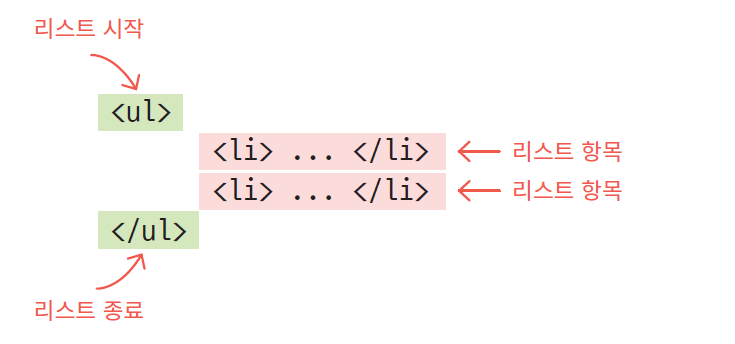 리스트 시작
<ul>
<li> ... </li> 리스트 항목
<li> ... </li> 리스트 항목
</ul>
리스트 종료